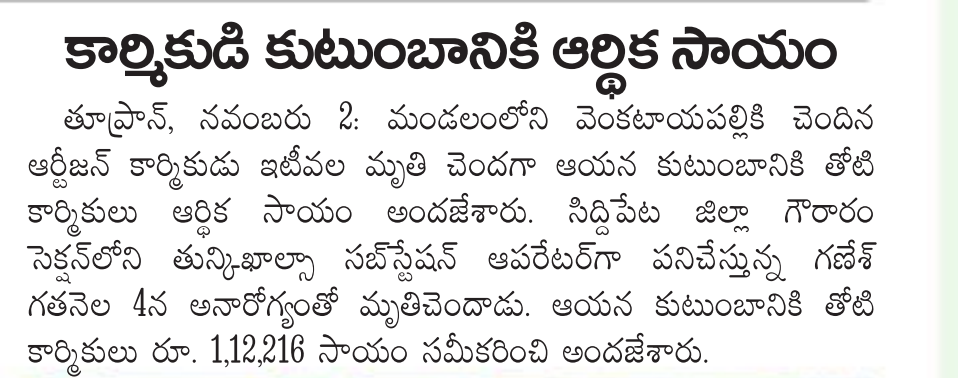 కార్మికుడి కుటుంబానికి ఆర్థిక సాయం
తూప్రాన్, నవంబరు 2: మండలంలోని వెంకటాయపల్లికి చెందిన
ఆర్టీజన్ కార్మికుడు ఇటీవల మృతి చెందగా ఆయన కుటుంబానికి తోటి
కార్మికులు ఆర్థిక సాయం అందజేశారు. సిద్దిపేట జిల్లా గౌరారం
సెక్షన్‌లోని తున్కిఖాల్సా సబ్‌స్టేషన్ ఆపరేటర్‌గా పనిచేస్తున్న గణేశ్
గతనెల 4న అనారోగ్యంతో మృతిచెందాడు. ఆయన కుటుంబానికి తోటి
కార్మికులు రూ. 1,12,216 సాయం సమీకరించి అందజేశారు.